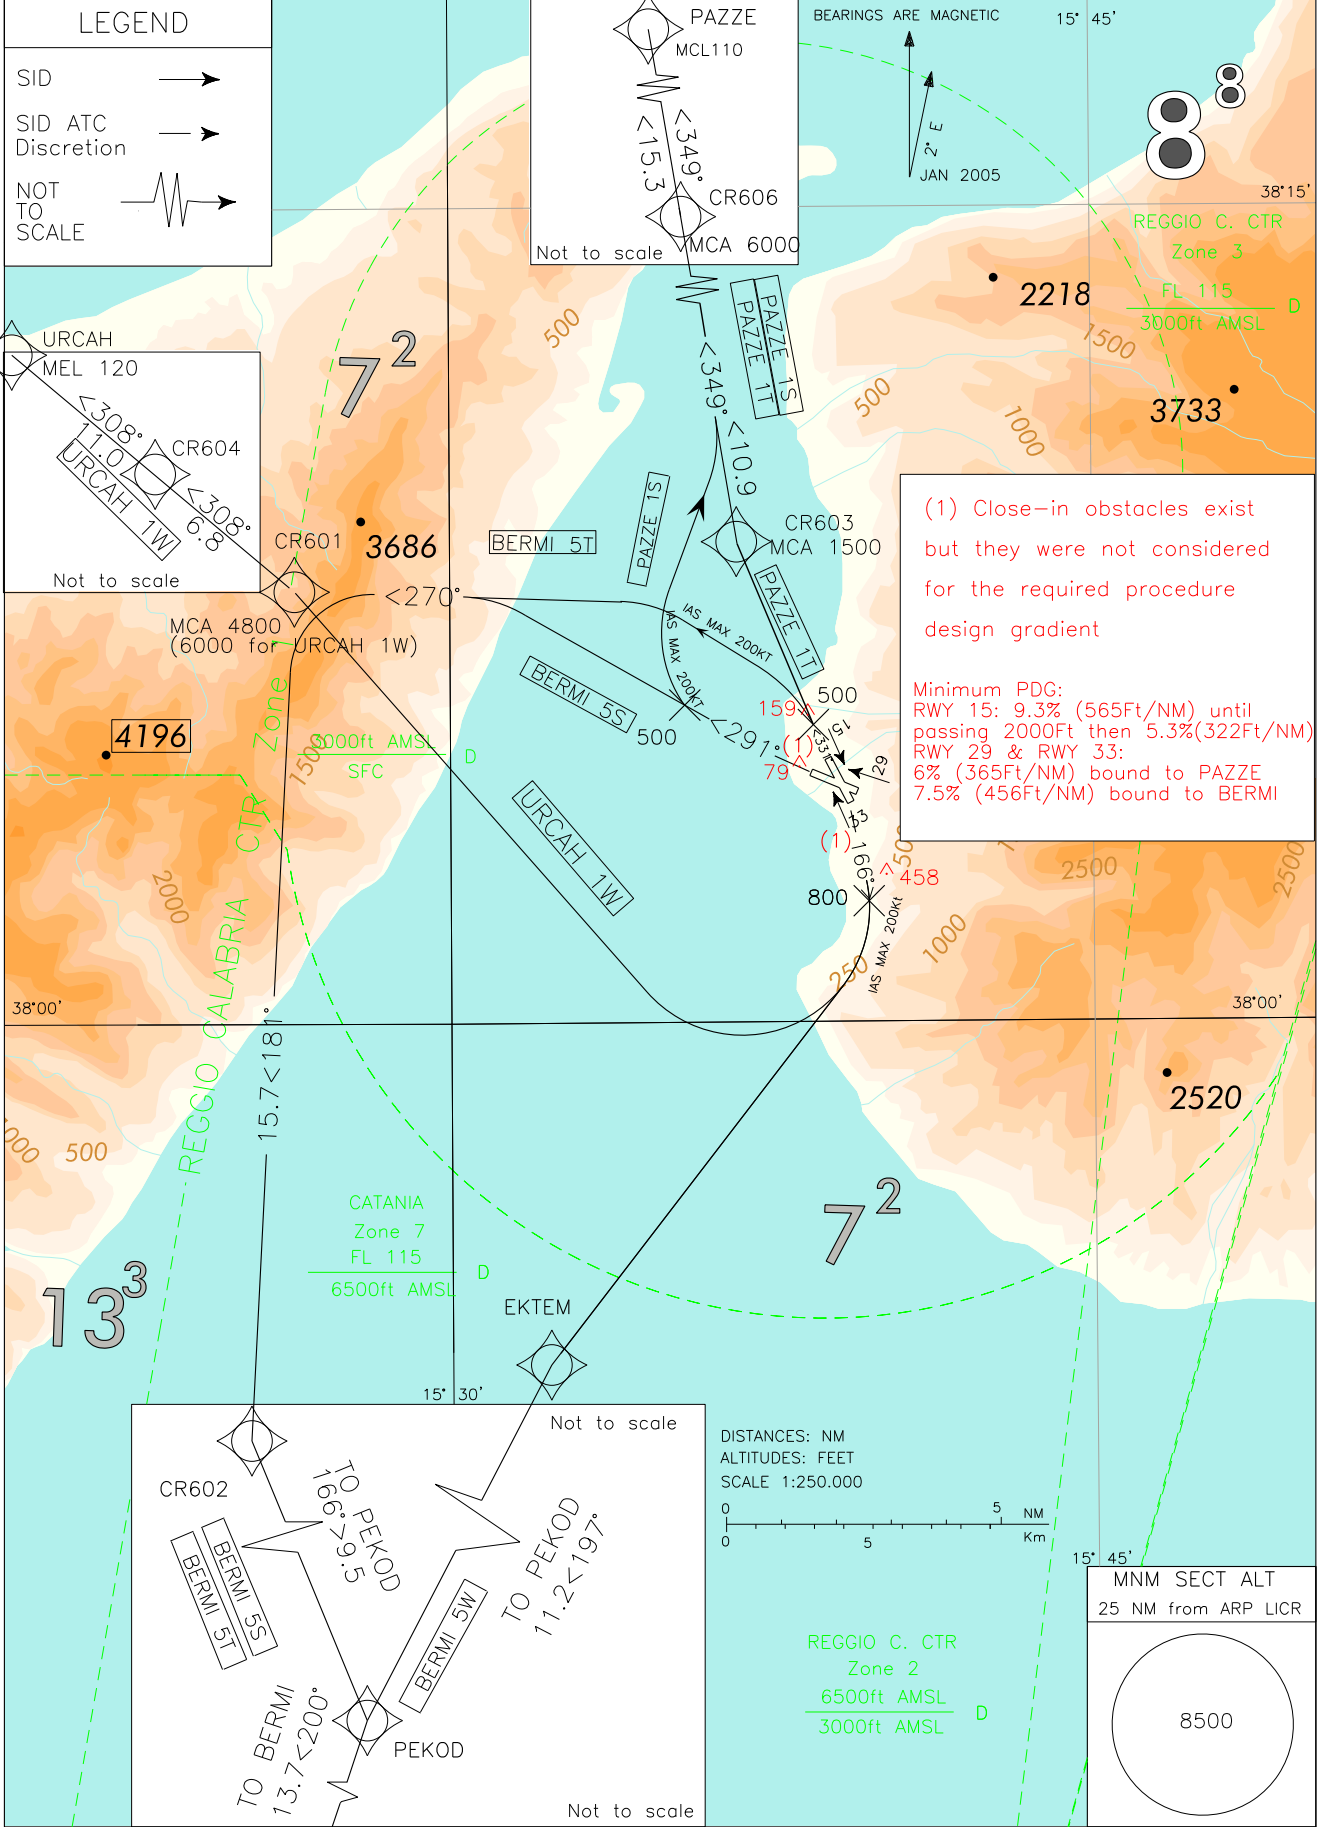 LEGEND
SID
SID ATC
Discretion
NOT
TO
SCALE
PAZZE
MCL110
<349°
<15.3
CR606
MCA 6000
Not to scale
BEARINGS ARE MAGNETIC
2° E
JAN 2005
15° 45'
8 8
38°15'
REGGIO C. CTR
Zone 3
FL 115
3000ft AMSL
D
2218
1500
3733
500
1000
500
7 2
URCAH
MEL 120
<308°
11.0
URCAH 1W
CR604
<308°
6.8
Not to scale
CR601
3686
MCA 4800
(6000 for URCAH 1W)
<270°
BERMI 5T
PAZZE 1S
PAZZE 1S
PAZZE 1T
<349°
<10.9
CR603
MCA 1500
PAZZE 1T
IAS MAX 200KT
IAS MAX 200KT
BERMI 5S
500
<291°
500
159
(1)
79
<331°
15
29
33
(1)
166°
458
800
IAS MAX 200Kt
250
1000
500
(1) Close-in obstacles exist
but they were not considered
for the required procedure
design gradient
Minimum PDG:
RWY 15: 9.3% (565Ft/NM) until
passing 2000Ft then 5.3%(322Ft/NM)
RWY 29 & RWY 33:
6% (365Ft/NM) bound to PAZZE
7.5% (456Ft/NM) bound to BERMI
2500
2500
4196
1500
3000ft AMSL
SFC
D
REGGIO CALABRIA CTR Zone 1
2000
URCAH 1W
38°00'
38°00'
15.7<181°
2520
500
7 2
13 3
CATANIA
Zone 7
FL 115
6500ft AMSL
D
EKTEM
15° 30'
Not to scale
CR602
TO PEKOD
166°>9.5
BERMI 5S
BERMI 5T
TO PEKOD
11.2<197°
BERMI 5W
TO BERMI
13.7<200°
PEKOD
Not to scale
DISTANCES: NM
ALTITUDES: FEET
SCALE 1:250.000
0 5 NM
0 5 Km
15° 45'
REGGIO C. CTR
Zone 2
6500ft AMSL
3000ft AMSL
D
MNM SECT ALT
25 NM from ARP LICR
8500